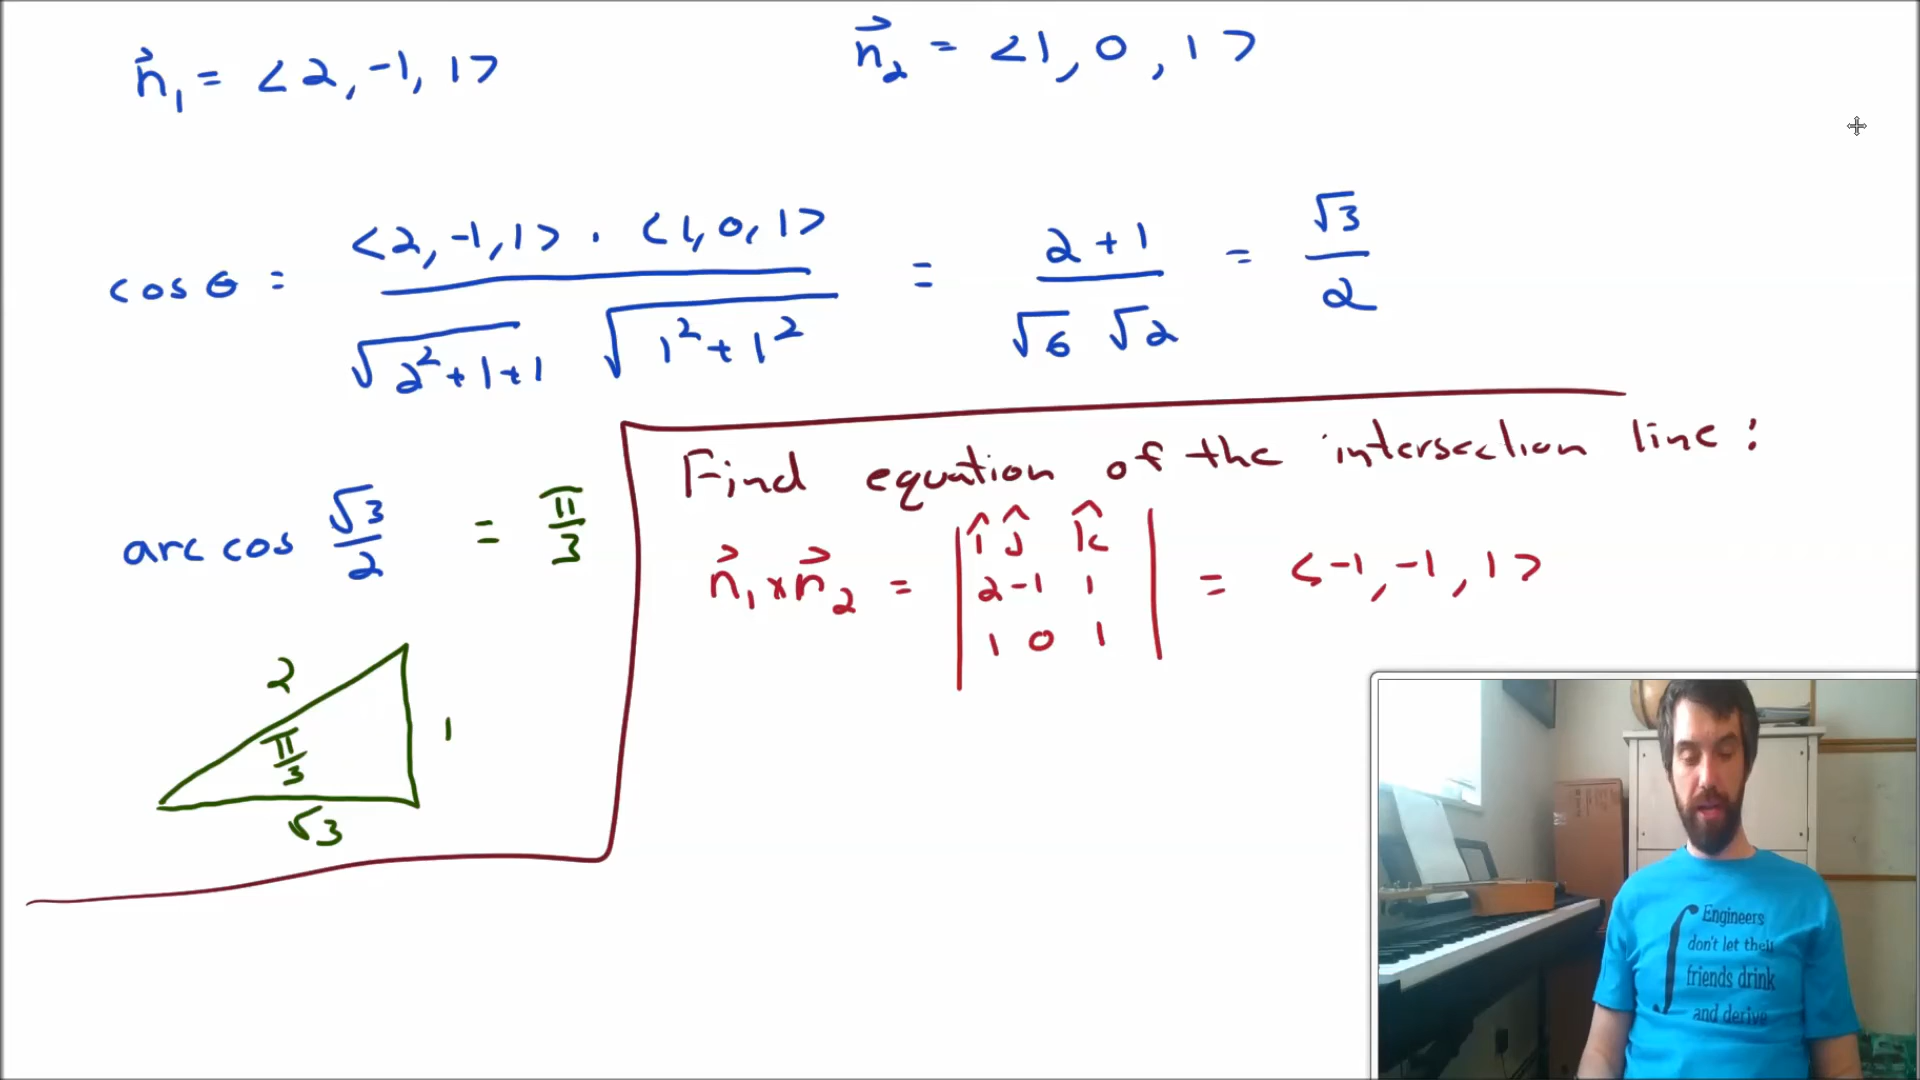 n⃗₁ = <2, -1, 1>
n⃗₂ = <1, 0, 1>
cos θ = <2, -1, 1> · <1, 0, 1> / √(2² + 1 + 1) √(1² + 1²) = 2 + 1 / √6 √2 = √3 / 2
arc cos √3 / 2 = π / 3
2
π / 3
1
√3
Find equation of the intersection line:
n⃗₁ × n⃗₂ = | î ĵ k̂ | = <-1, -1, 1>
2 -1 1
1 0 1
Engineers
don't let their
friends drink
and derive